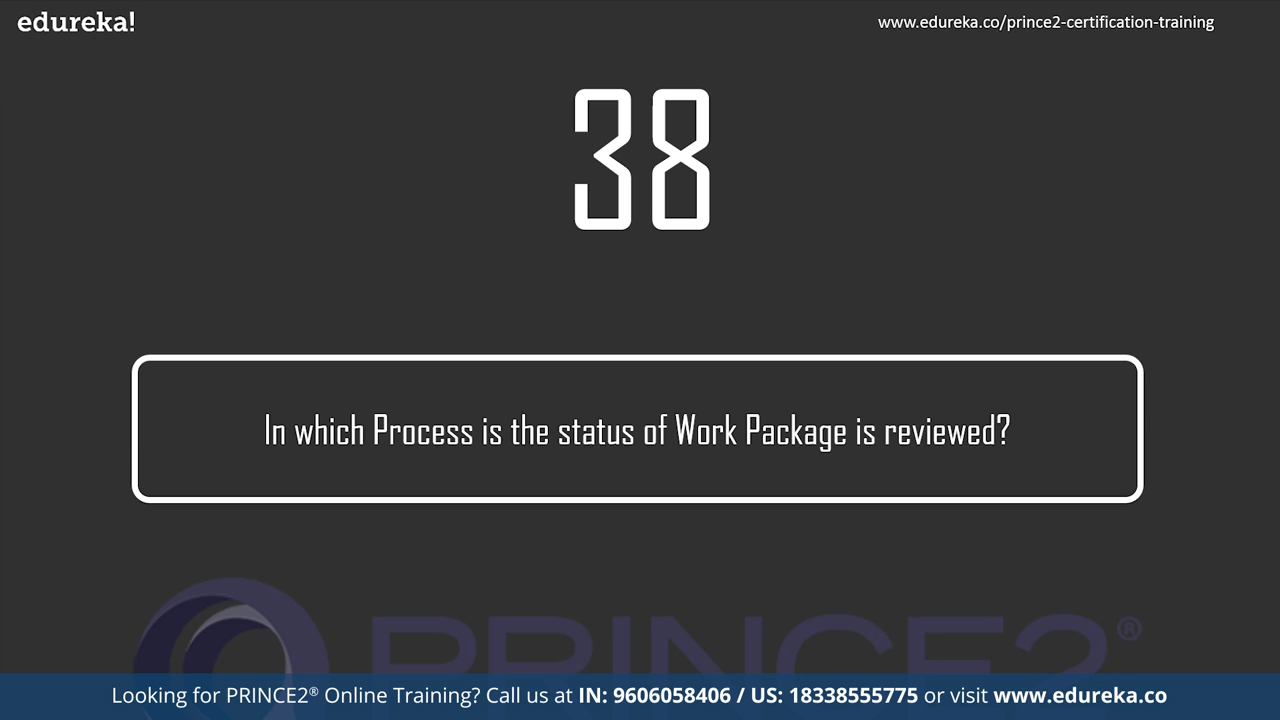 edureka!
www.edureka.co/prince2-certification-training
38
In which Process is the status of Work Package is reviewed?
PRINCE2®
Looking for PRINCE2® Online Training? Call us at IN: 9606058406 / US: 18338555775 or visit www.edureka.co